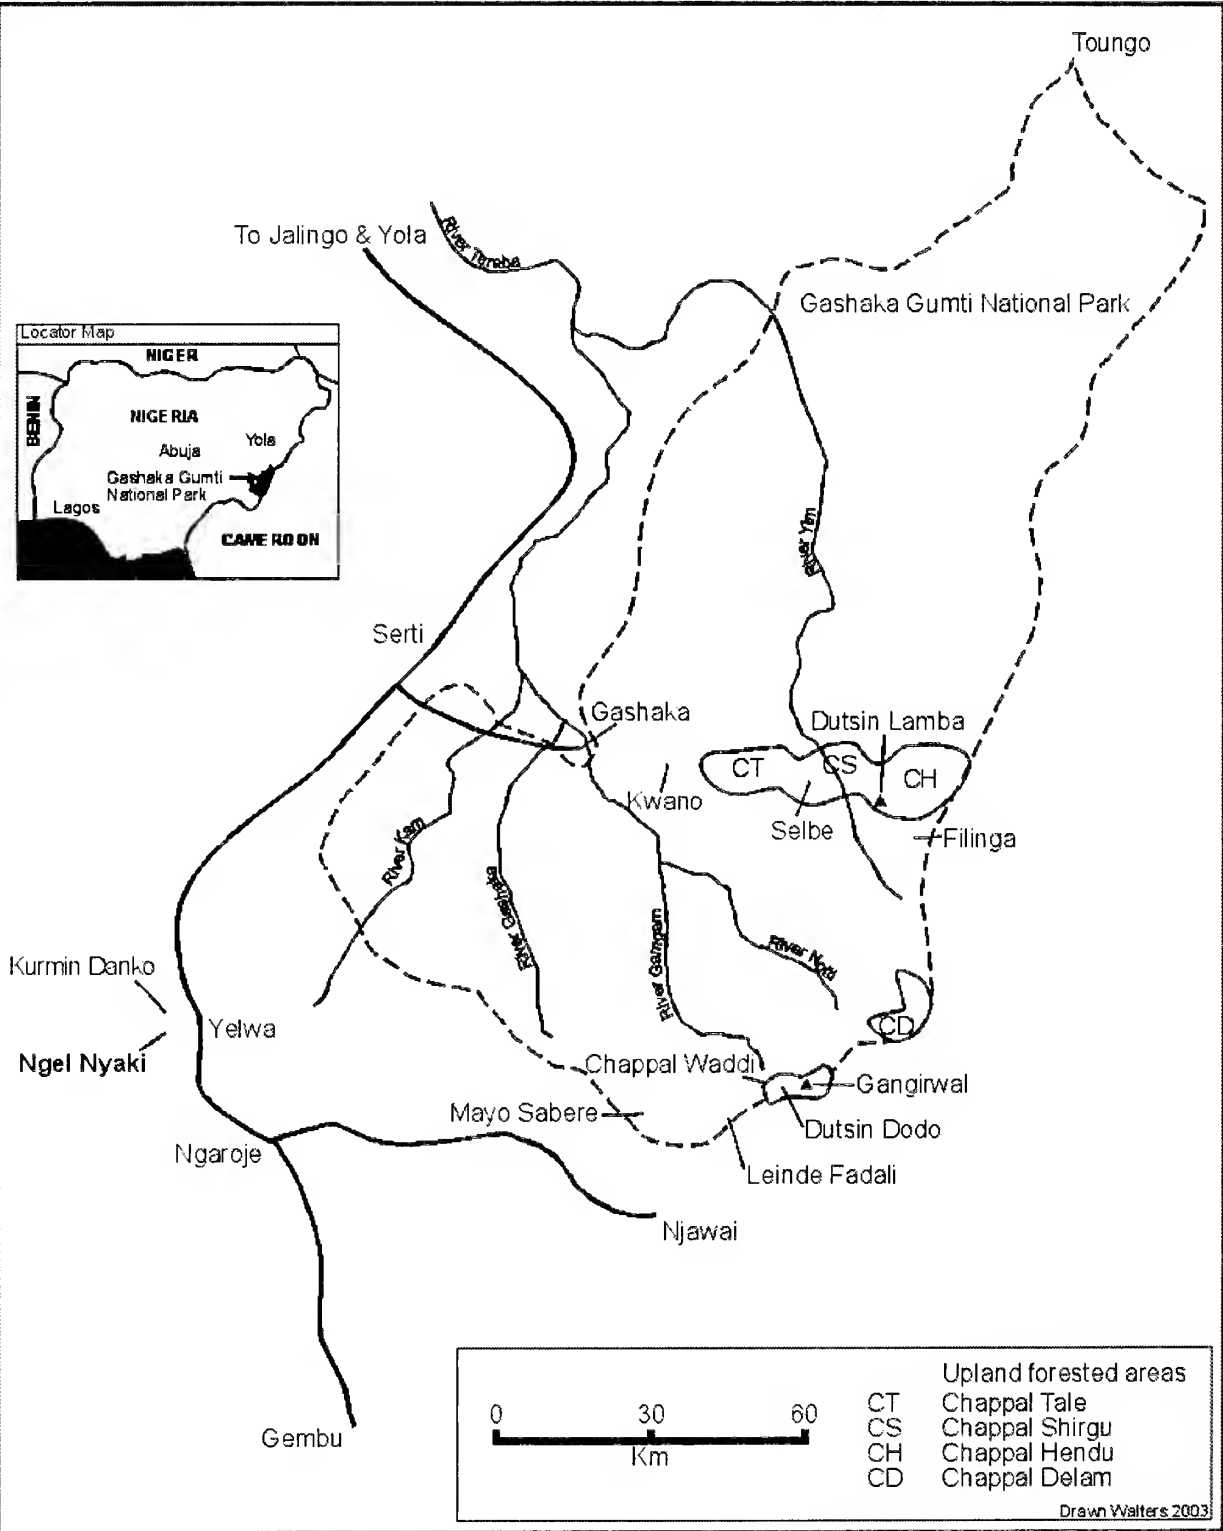 Toungo
To Jalingo & Yola
River Taraba
Gashaka Gumti National Park
Locator Map
NIGER
BENIN
NIGERIA
Yola
Abuja
Gashaka Gumti
National Park
Lagos
CAMEROON
River Yim
Serti
Gashaka
Dutsin Lamba
CT
CS
CH
Kwano
Selbe
Filinga
River Kam
River Gashaka
River Gamgam
River Nord
Kurmin Danko
Yelwa
Ngel Nyaki
CD
Chappal Waddi
Gangirwal
Mayo Sabere
Dutsin Dodo
Ngaroje
Leinde Fadali
Njawai
Gembu
Upland forested areas
CT Chappal Tale
CS Chappal Shirgu
CH Chappal Hendu
CD Chappal Delam
0 30 60
Km
Drawn Walters 2003